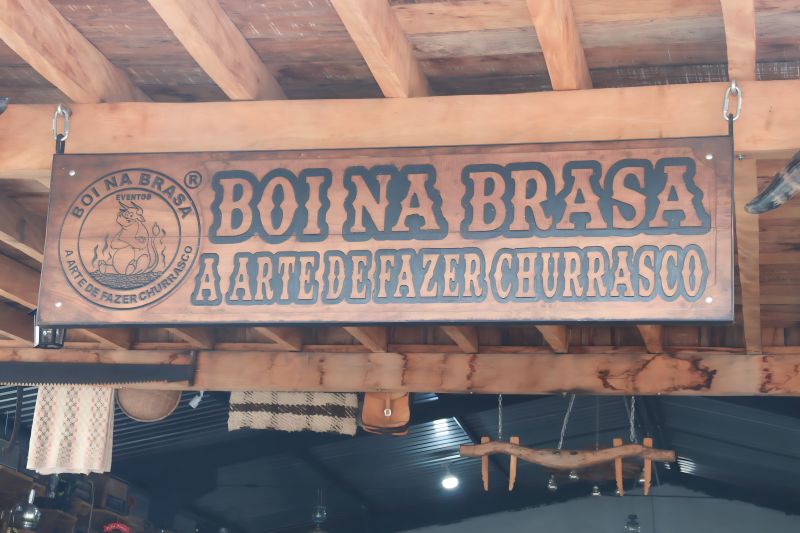 BOI NA BRASA
EVENTOS
A ARTE DE FAZER CHURRASCO
®
BOI NA BRASA
A ARTE DE FAZER CHURRASCO